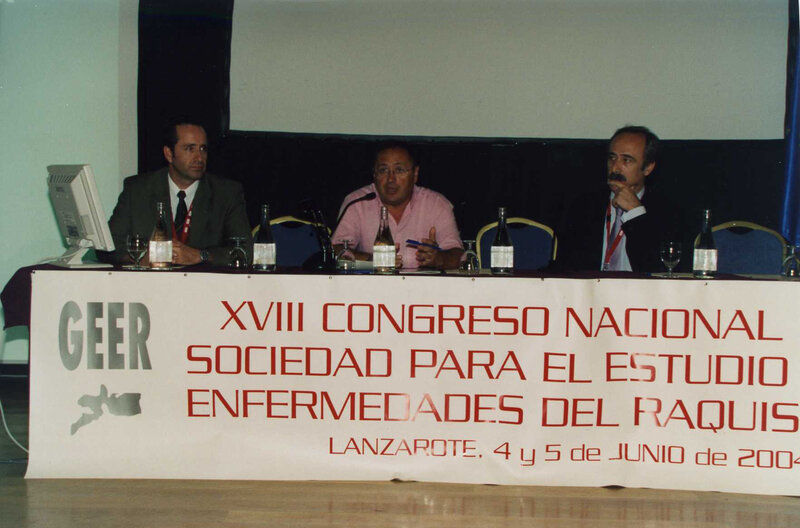 GEER
XVIII CONGRESO NACIONAL
SOCIEDAD PARA EL ESTUDIO
ENFERMEDADES DEL RAQUIS
LANZAROTE, 4 y 5 de JUNIO de 2004